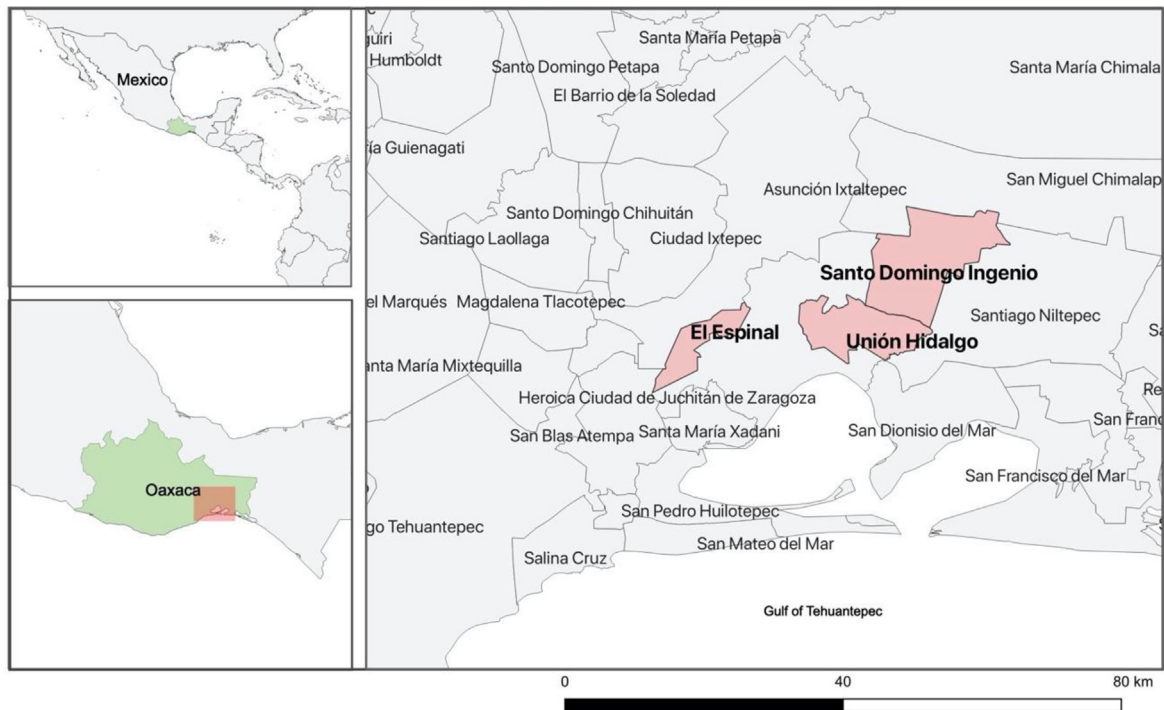 Mexico
Oaxaca
Santa María Petapa
Humboldt
Santo Domingo Petapa
Santa María Chimala
El Barrio de la Soledad
ía Guienagati
San Miguel Chimalap
Asunción Ixtaltepec
Santo Domingo Chihuitán
Santiago Laollaga
Ciudad Ixtepec
Santo Domingo Ingenio
el Marqués
Magdalena Tlacotepec
Santiago Niltepec
El Espinal
Unión Hidalgo
anta María Mixtequilla
Heroica Ciudad de Juchitán de Zaragoza
Re
San Franc
San Blas Atempa
Santa María Xadani
San Dionisio del Mar
San Francisco del Mar
San Pedro Huilotepec
go Tehuantepec
San Mateo del Mar
Salina Cruz
Gulf of Tehuantepec
0
40
80 km